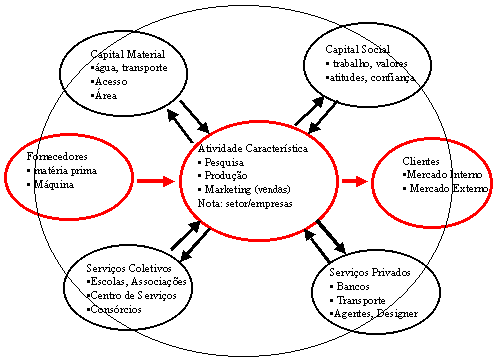 Capital Material
▪água, transporte
▪Acesso
▪Área
Capital Social
▪ trabalho, valores
▪atitudes, confiança
Fornecedores
▪ matéria prima
▪ Máquina
Atividade Característica
▪ Pesquisa
▪ Produção
▪ Marketing (vendas)
Nota: setor/empresas
Clientes
▪Mercado Interno
▪ Mercado Externo
Serviços Coletivos
▪Escolas, Associações
▪Centro de Serviços
▪Consórcios
Serviços Privados
▪ Bancos
▪ Transporte
▪Agentes, Designer